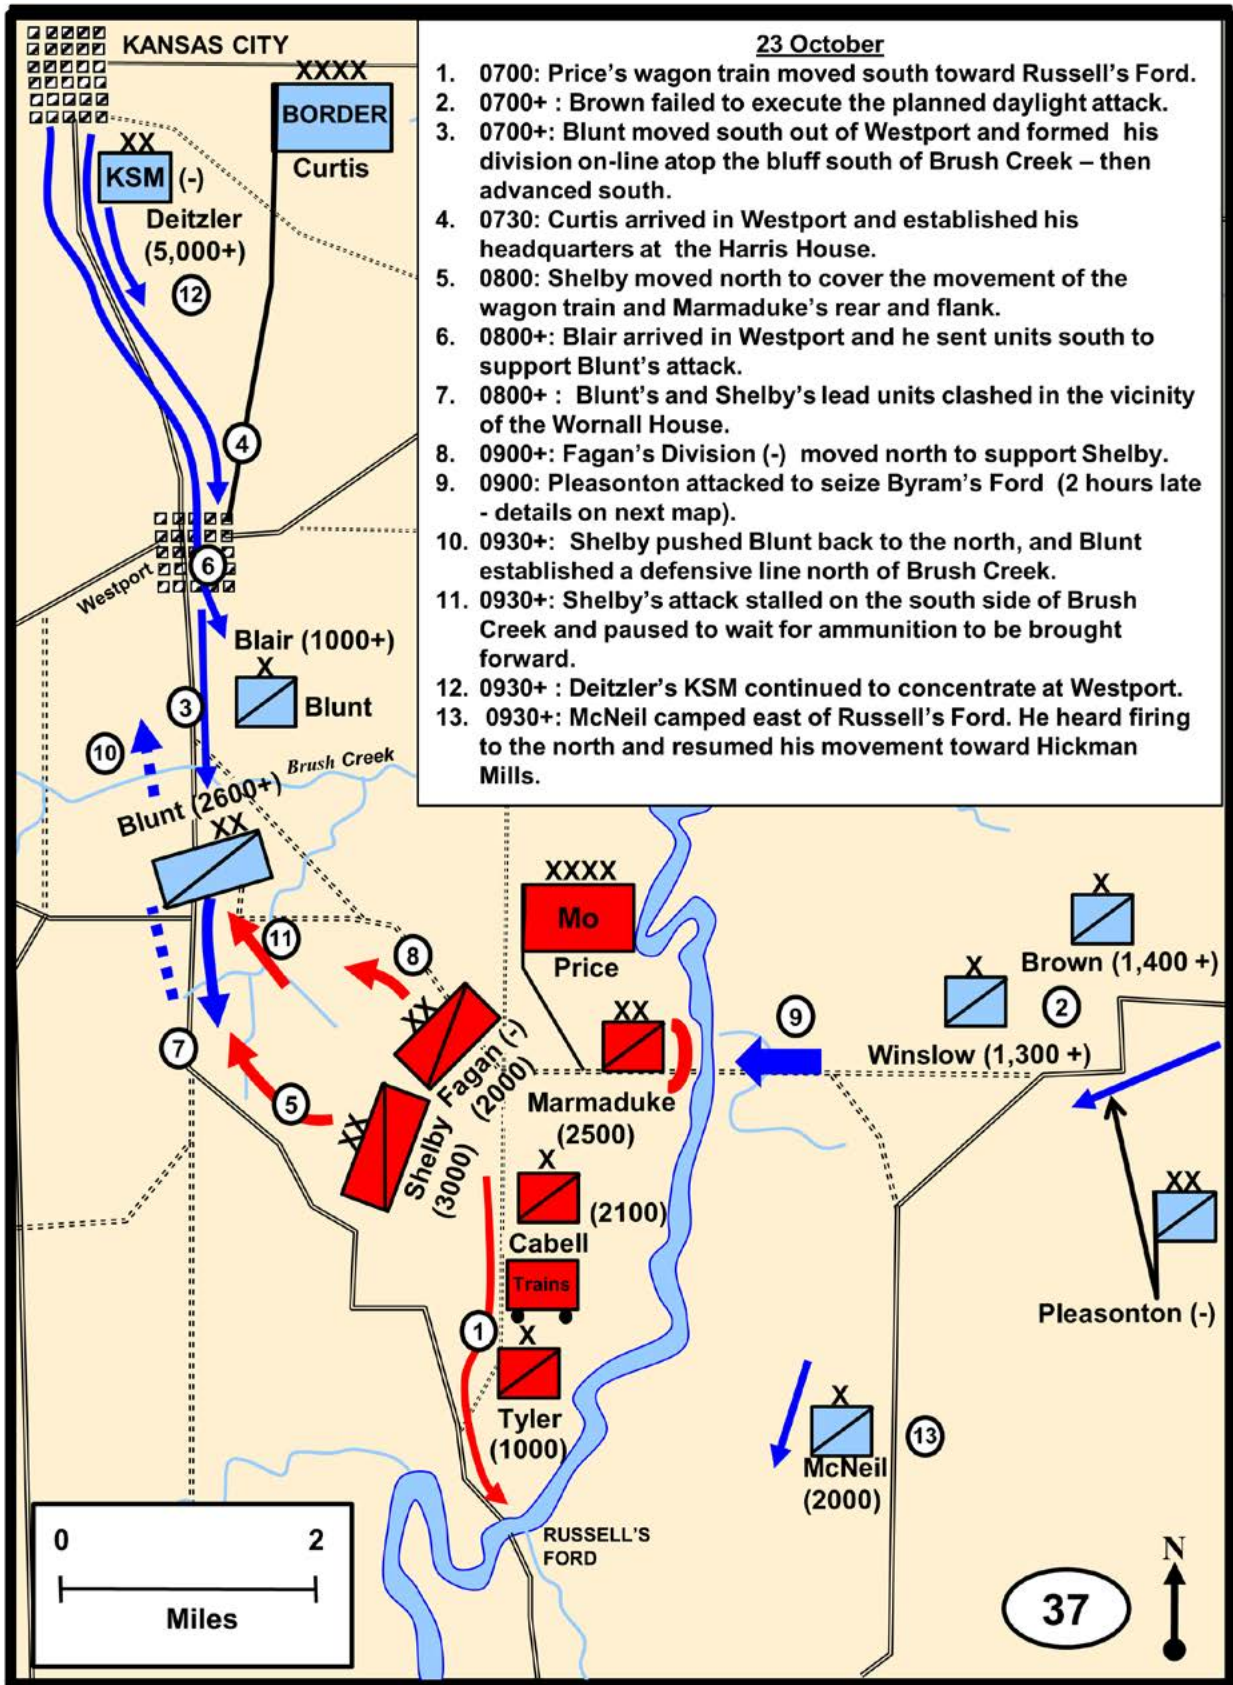 KANSAS CITY
XXXX
BORDER
Curtis
XX
KSM (-)
Deitzler
(5,000+)
12
23 October
1. 0700: Price's wagon train moved south toward Russell's Ford.
2. 0700+ : Brown failed to execute the planned daylight attack.
3. 0700+: Blunt moved south out of Westport and formed his
division on-line atop the bluff south of Brush Creek – then
advanced south.
4. 0730: Curtis arrived in Westport and established his
headquarters at the Harris House.
5. 0800: Shelby moved north to cover the movement of the
wagon train and Marmaduke's rear and flank.
6. 0800+: Blair arrived in Westport and he sent units south to
support Blunt's attack.
7. 0800+ : Blunt's and Shelby's lead units clashed in the vicinity
of the Wornall House.
8. 0900+: Fagan's Division (-) moved north to support Shelby.
9. 0900: Pleasonton attacked to seize Byram's Ford (2 hours late
- details on next map).
10. 0930+: Shelby pushed Blunt back to the north, and Blunt
established a defensive line north of Brush Creek.
11. 0930+: Shelby's attack stalled on the south side of Brush
Creek and paused to wait for ammunition to be brought
forward.
12. 0930+ : Deitzler's KSM continued to concentrate at Westport.
13. 0930+: McNeil camped east of Russell's Ford. He heard firing
to the north and resumed his movement toward Hickman
Mills.
4
6
Westport
Blair (1000+)
X
Blunt
3
10
Brush Creek
Blunt (2600+)
XX
11
8
7
5
XX
Fagan (-)
(2000)
XX
Shelby
(3000)
XXXX
Mo
Price
XX
Marmaduke
(2500)
9
X
Brown (1,400 +)
X
2
Winslow (1,300 +)
XX
Pleasonton (-)
X
(2100)
Cabell
Trains
1
X
Tyler
(1000)
X
McNeil
(2000)
13
RUSSELL'S
FORD
0 2
Miles
37
N